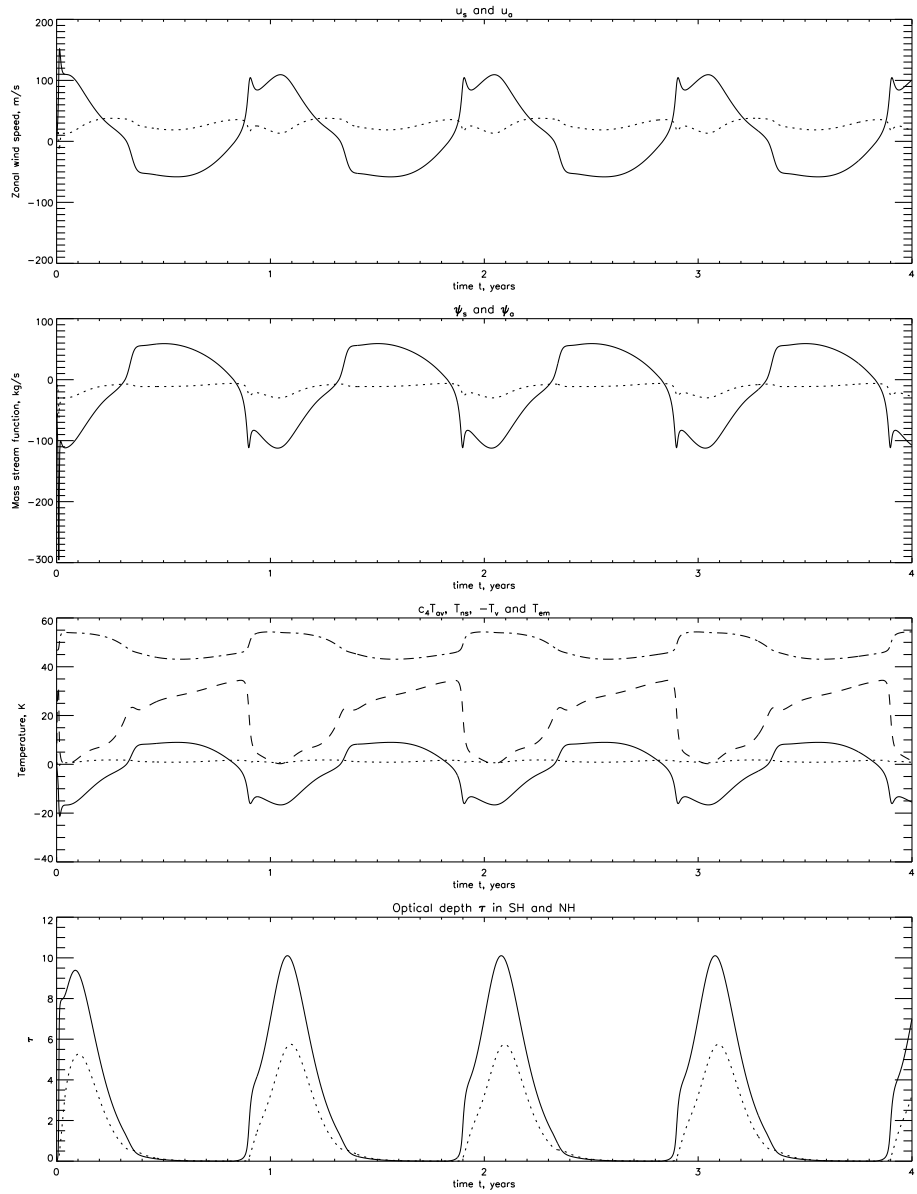 u_s and u_a
Zonal wind speed, m/s
200
100
0
−100
−200
0 1 2 3 4
time t, years
ψ_s and ψ_a
Mass stream function, kg/s
100
0
−100
−200
−300
0 1 2 3 4
time t, years
c_4T_av, T_ns, −T_v and T_em
Temperature, K
60
40
20
0
−20
−40
0 1 2 3 4
time t, years
Optical depth τ in SH and NH
τ
12
10
8
6
4
2
0
0 1 2 3 4
time t, years